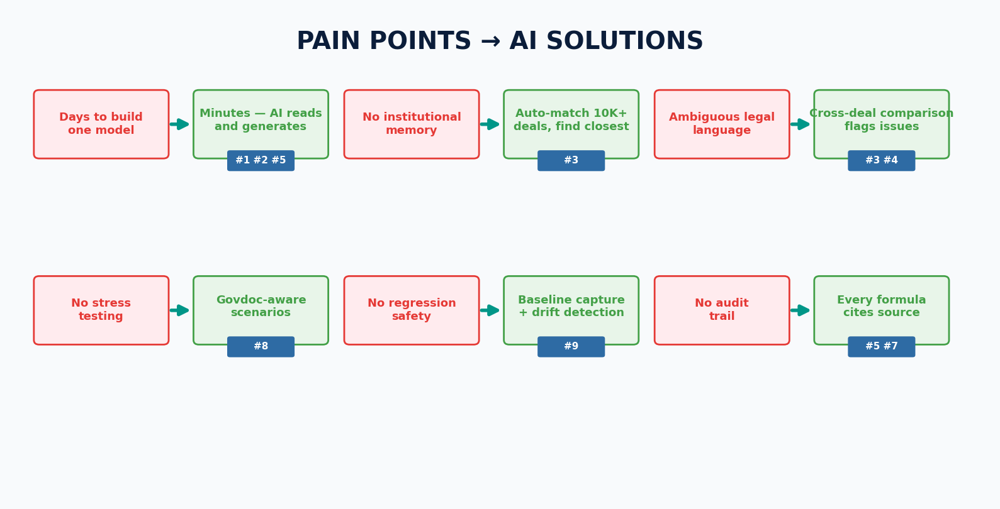 PAIN POINTS → AI SOLUTIONS
Days to build
one model
Minutes — AI reads
and generates
#1 #2 #5
No institutional
memory
Auto-match 10K+
deals, find closest
#3
Ambiguous legal
language
Cross-deal comparison
flags issues
#3 #4
No stress
testing
Govdoc-aware
scenarios
#8
No regression
safety
Baseline capture
+ drift detection
#9
No audit
trail
Every formula
cites source
#5 #7